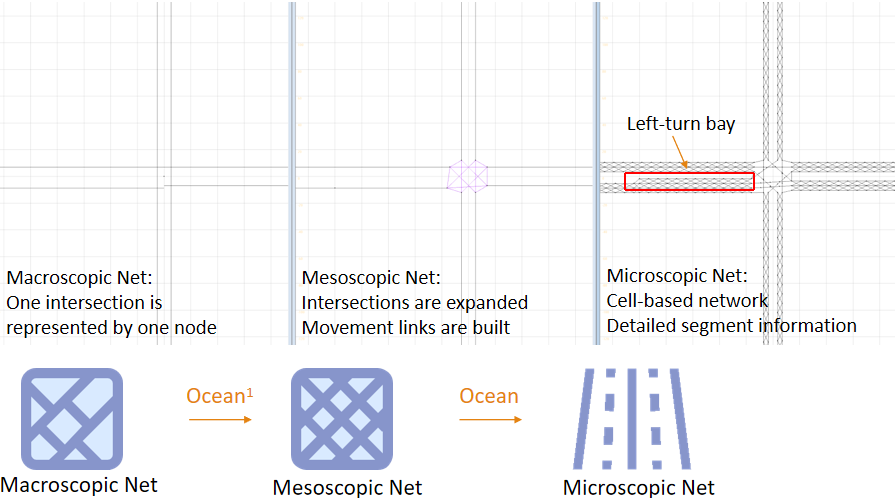 Left-turn bay
Macroscopic Net:
One intersection is
represented by one node
Mesoscopic Net:
Intersections are expanded
Movement links are built
Microscopic Net:
Cell-based network
Detailed segment information
Ocean¹
Ocean
Macroscopic Net
Mesoscopic Net
Microscopic Net